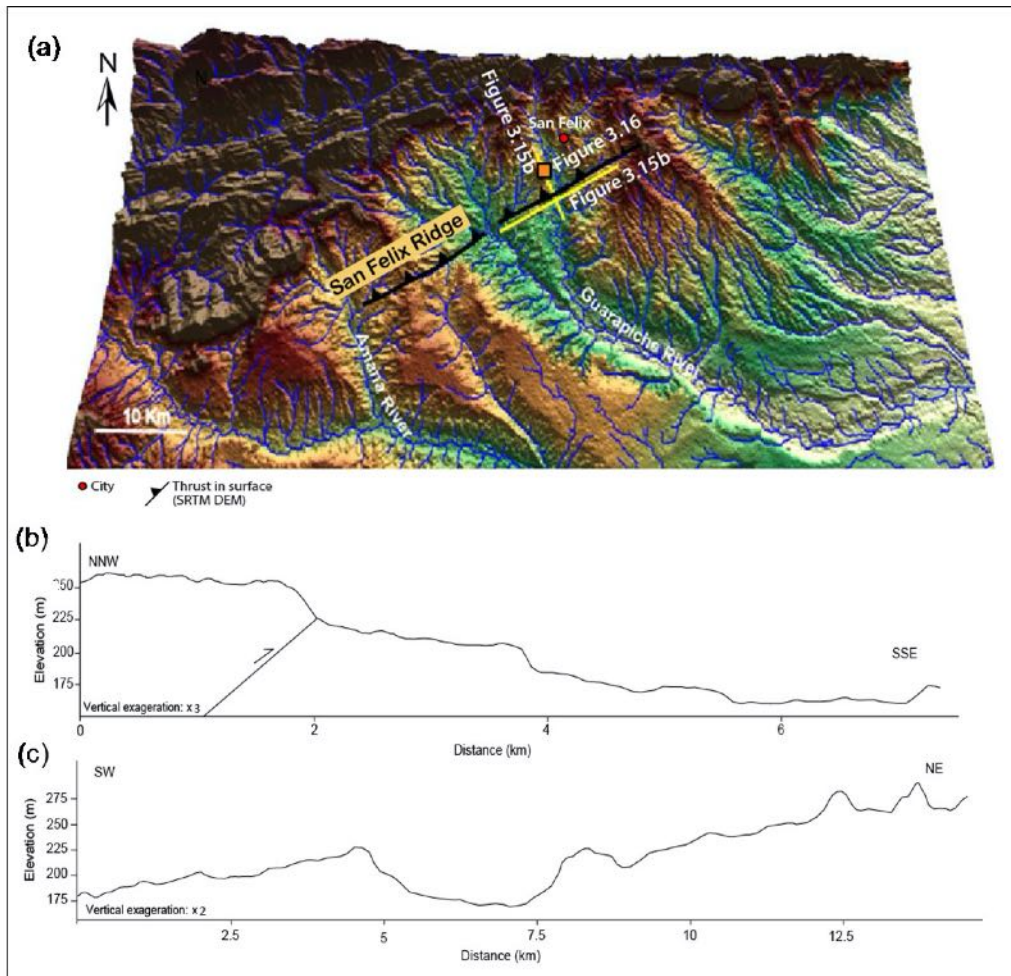 (a)
N
N
Figure 3.15b
San Felix
Figure 3.16
Figure 3.15b
San Felix Ridge
Guarapiche River
Amana River
10 Km
City
Thrust in surface
(SRTM DEM)
(b)
NNW
250
225
200
175
Elevation (m)
SSE
Vertical exageration: x 3
0
2
4
6
Distance (km)
(c)
SW
NE
275
250
225
200
175
Elevation (m)
Vertical exageration: x 2
2.5
5
7.5
10
12.5
Distance (km)